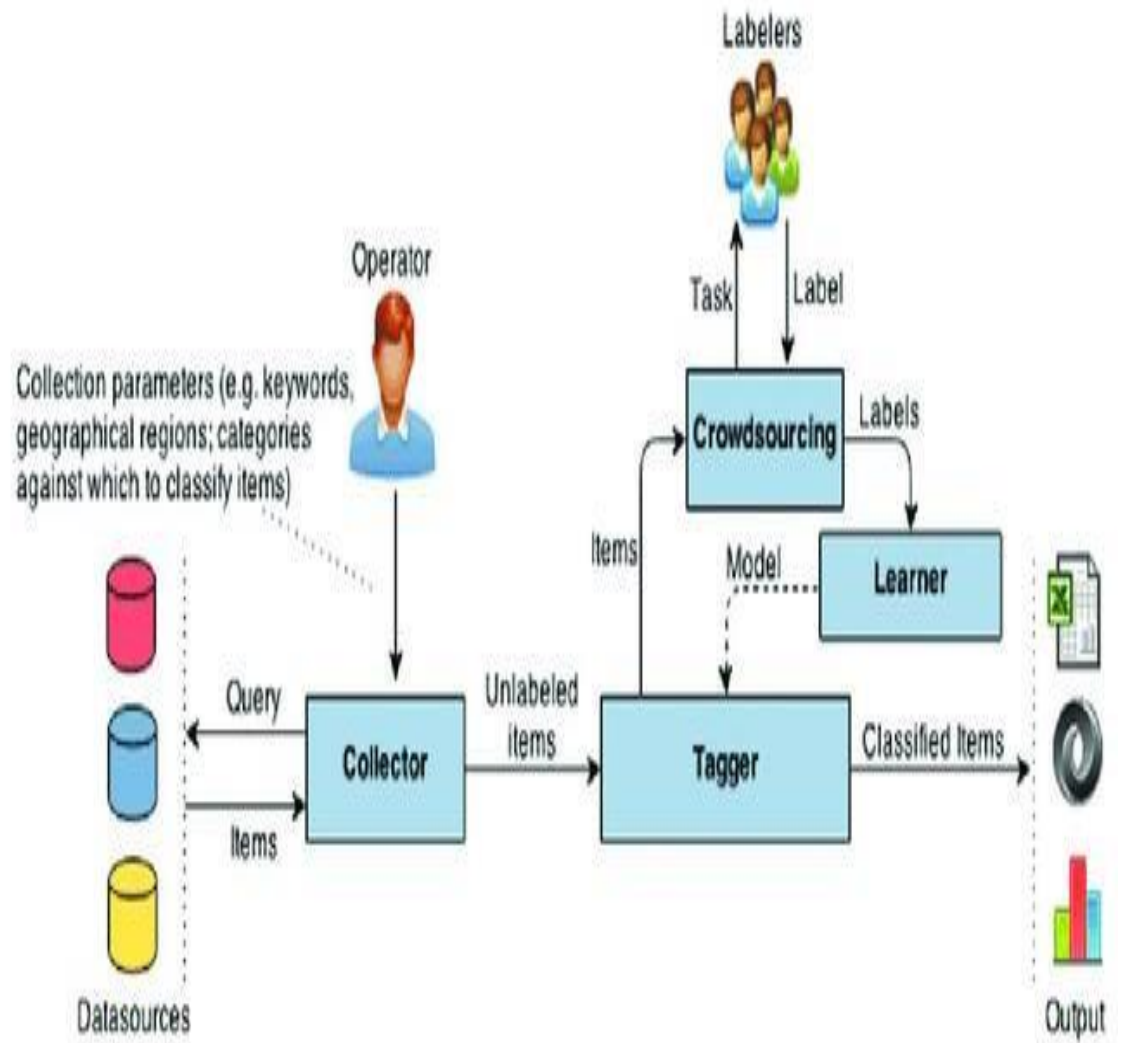 Labelers
Operator
Task
Label
Collection parameters (e.g. keywords,
geographical regions; categories
against which to classify items)
Crowdsourcing
Labels
Items
Model
Learner
Query
Unlabeled
items
Collector
Tagger
Classified Items
Items
Datasources
Output
X